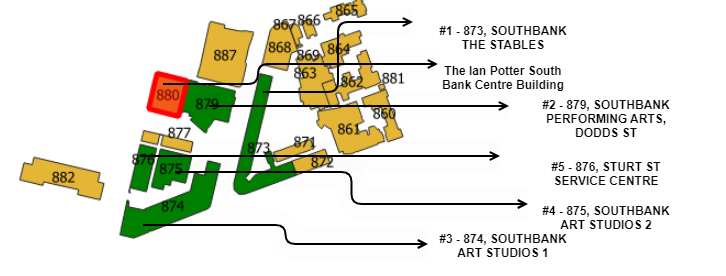 865
866
867
868
887
864
869
863
862
881
880
879
860
861
877
871
873
872
876
875
882
874
#1 - 873, SOUTHBANK
THE STABLES
The Ian Potter South
Bank Centre Building
#2 - 879, SOUTHBANK
PERFORMING ARTS,
DODDS ST
#5 - 876, STURT ST
SERVICE CENTRE
#4 - 875, SOUTHBANK
ART STUDIOS 2
#3 - 874, SOUTHBANK
ART STUDIOS 1